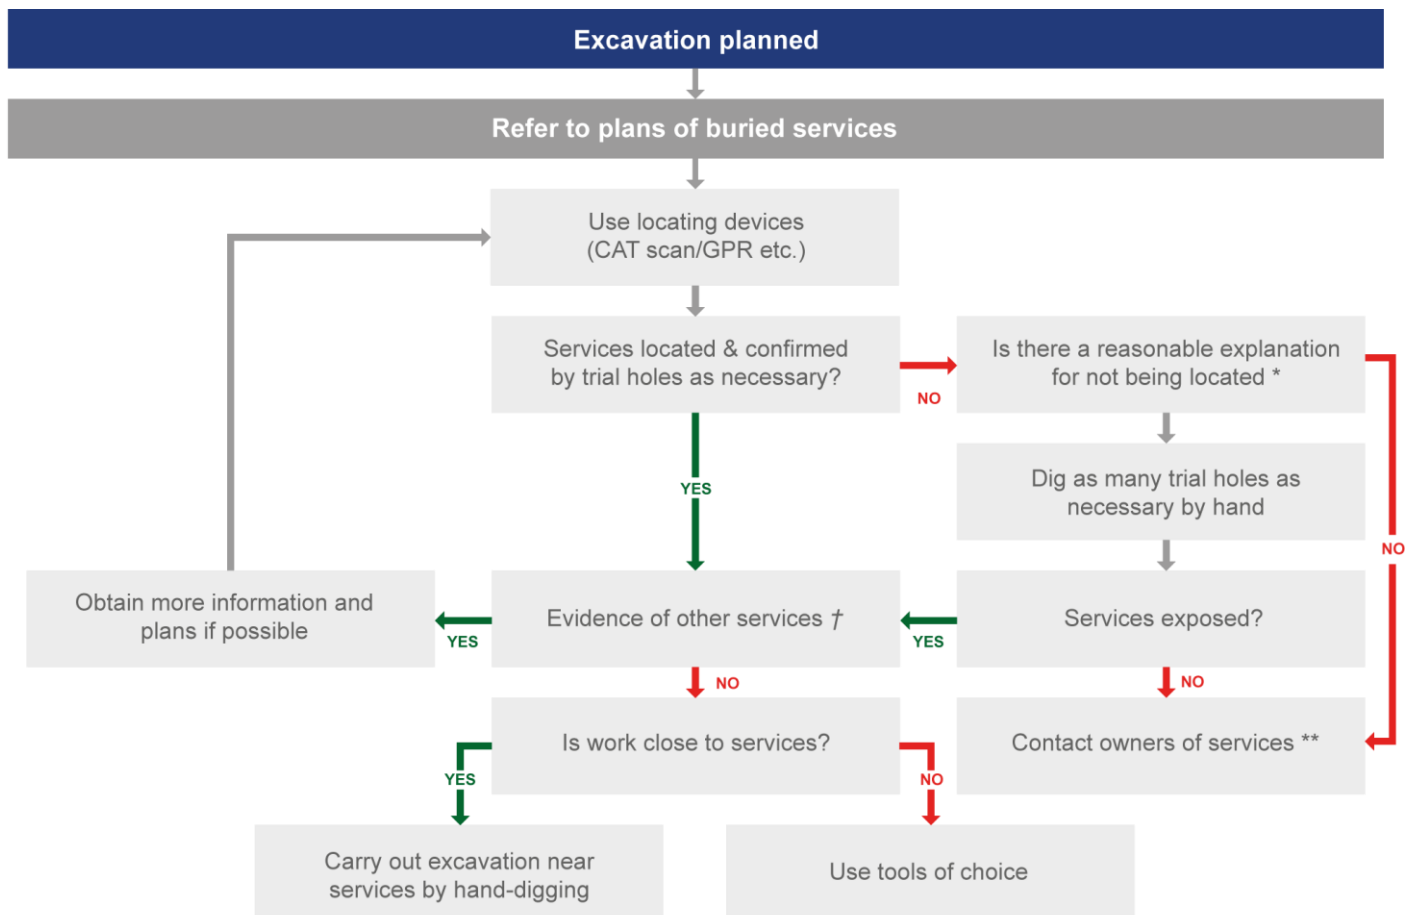 Excavation planned
Refer to plans of buried services
Use locating devices
(CAT scan/GPR etc.)
Services located & confirmed
by trial holes as necessary?
NO
Is there a reasonable explanation
for not being located *
YES
Dig as many trial holes as
necessary by hand
NO
Obtain more information and
plans if possible
YES
Evidence of other services †
YES
Services exposed?
NO
NO
Is work close to services?
Contact owners of services **
YES
NO
Carry out excavation near
services by hand-digging
Use tools of choice